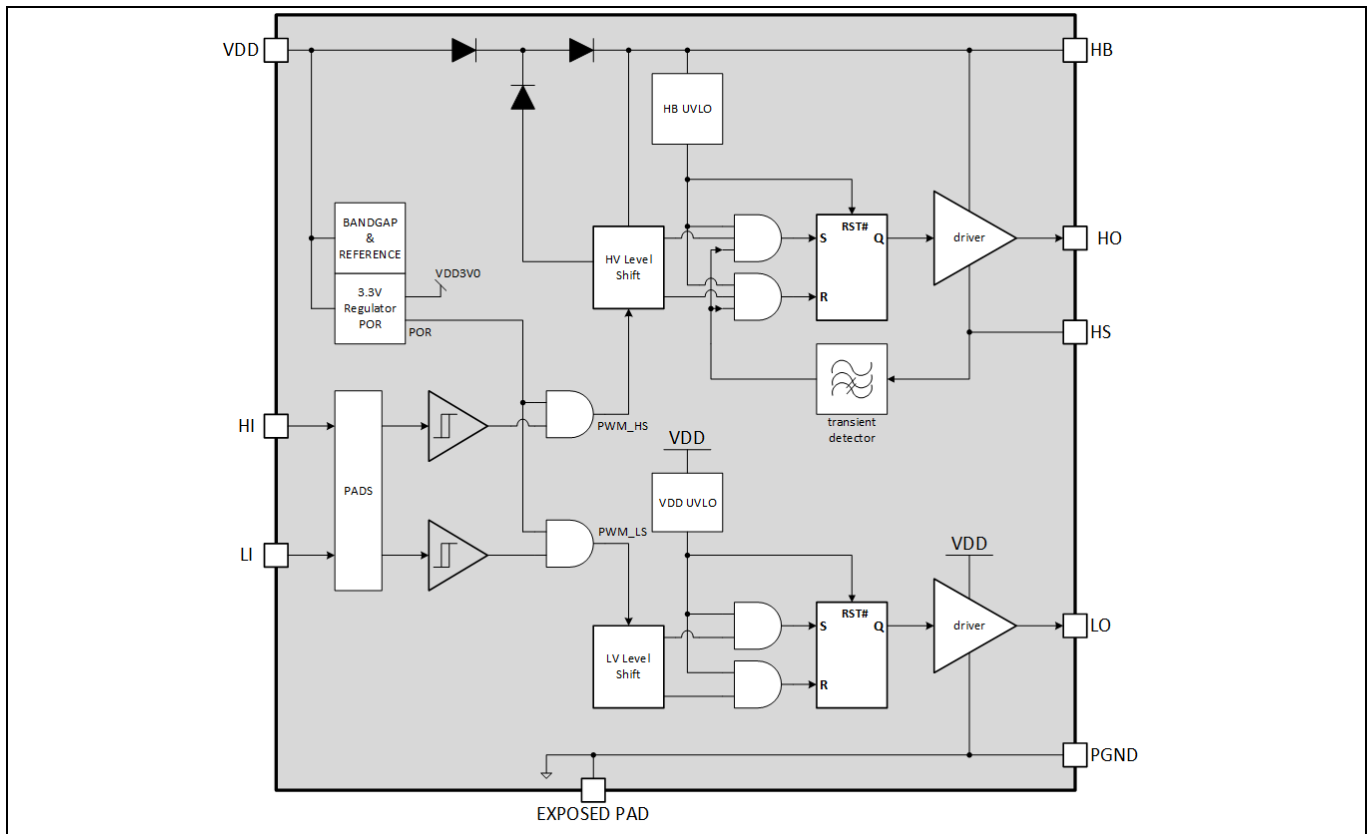 VDD
HB
HB UVLO
BANDGAP
&
REFERENCE
VDD3V0
3.3V
Regulator
POR
POR
HV Level
Shift
RST#
S
Q
R
driver
HO
HS
transient
detector
HI
PWM_HS
VDD
PADS
VDD UVLO
PWM_LS
LI
VDD
LV Level
Shift
RST#
S
Q
R
driver
LO
PGND
EXPOSED PAD